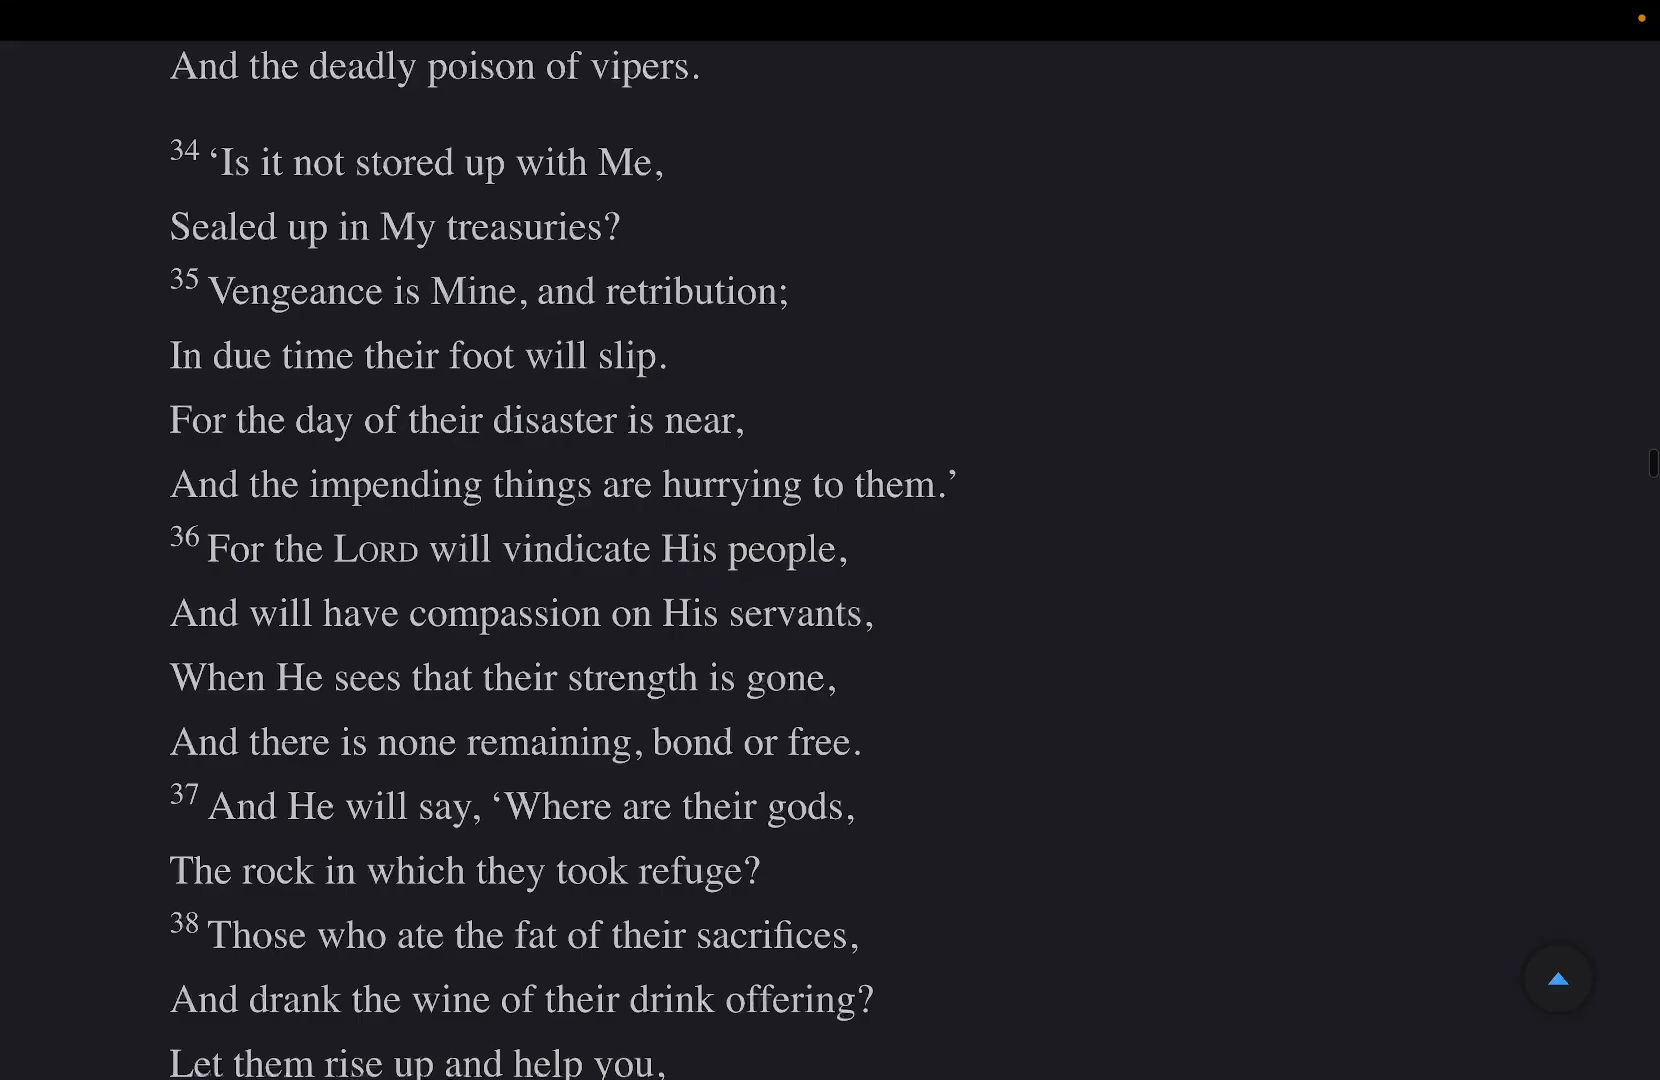 And the deadly poison of vipers.
34 ‘Is it not stored up with Me,
Sealed up in My treasuries?
35 Vengeance is Mine, and retribution;
In due time their foot will slip.
For the day of their disaster is near,
And the impending things are hurrying to them.’
36 For the LORD will vindicate His people,
And will have compassion on His servants,
When He sees that their strength is gone,
And there is none remaining, bond or free.
37 And He will say, ‘Where are their gods,
The rock in which they took refuge?
38 Those who ate the fat of their sacrifices,
And drank the wine of their drink offering?
Let them rise up and help you,